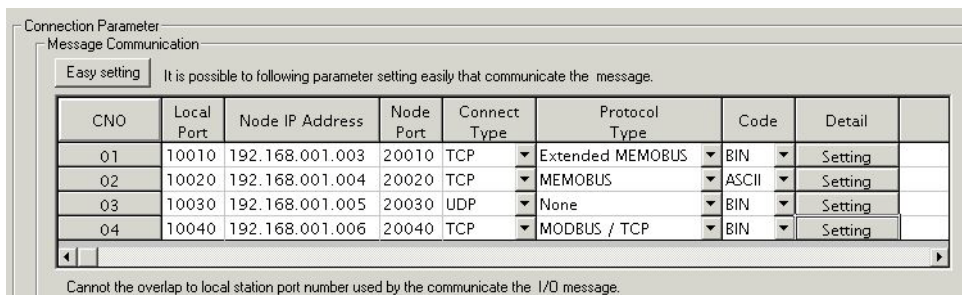 Connection Parameter
Message Communication
Easy setting It is possible to following parameter setting easily that communicate the message.
CNO Local Port Node IP Address Node Port Connect Type Protocol Type Code Detail
01 10010 192.168.001.003 20010 TCP Extended MEMOBUS BIN Setting
02 10020 192.168.001.004 20020 TCP MEMOBUS ASCII Setting
03 10030 192.168.001.005 20030 UDP None BIN Setting
04 10040 192.168.001.006 20040 TCP MODBUS / TCP BIN Setting
Cannot the overlap to local station port number used by the communicate the I/O message.